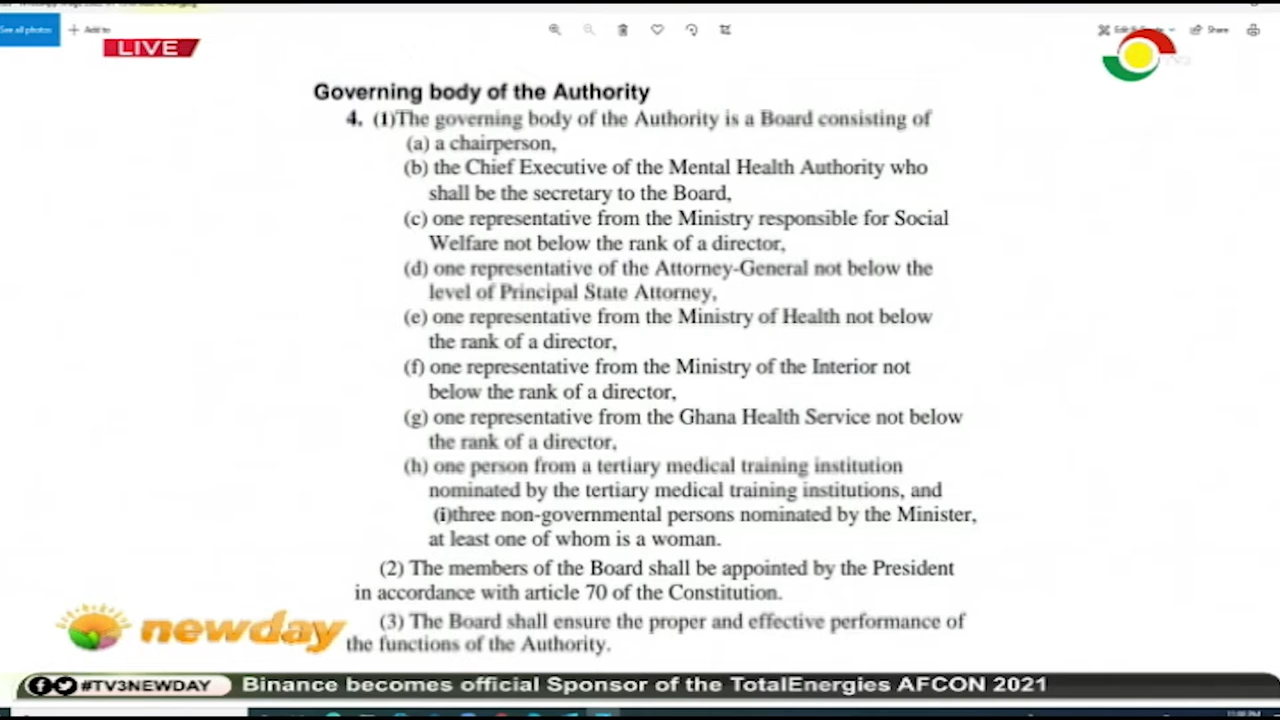 See all photos
Add to
Share
LIVE
Governing body of the Authority
4. (1)The governing body of the Authority is a Board consisting of
(a) a chairperson,
(b) the Chief Executive of the Mental Health Authority who
shall be the secretary to the Board,
(c) one representative from the Ministry responsible for Social
Welfare not below the rank of a director,
(d) one representative of the Attorney-General not below the
level of Principal State Attorney,
(e) one representative from the Ministry of Health not below
the rank of a director,
(f) one representative from the Ministry of the Interior not
below the rank of a director,
(g) one representative from the Ghana Health Service not below
the rank of a director,
(h) one person from a tertiary medical training institution
nominated by the tertiary medical training institutions, and
(i)three non-governmental persons nominated by the Minister,
at least one of whom is a woman.
(2) The members of the Board shall be appointed by the President
in accordance with article 70 of the Constitution.
(3) The Board shall ensure the proper and effective performance of
the functions of the Authority.
newday
#TV3NEWDAY
Binance becomes official Sponsor of the TotalEnergies AFCON 2021